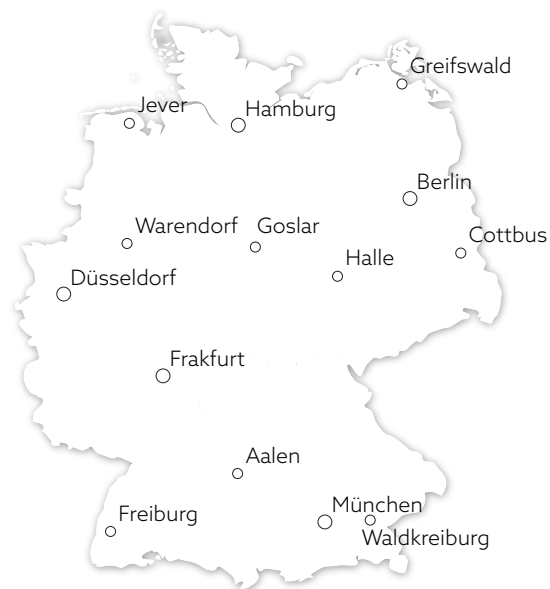 Greifswald
Jever
Hamburg
Berlin
Warendorf
Goslar
Cottbus
Halle
Düsseldorf
Frakfurt
Aalen
München
Freiburg
Waldkreiburg